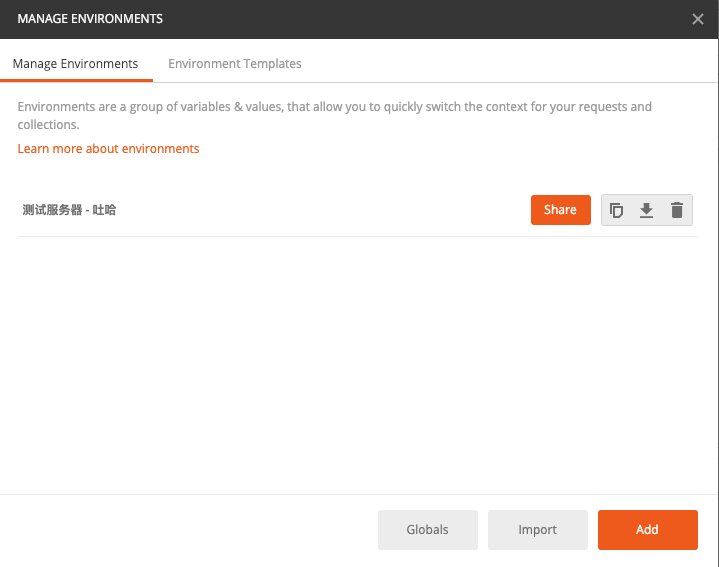 MANAGE ENVIRONMENTS
Manage Environments
Environment Templates
Environments are a group of variables & values, that allow you to quickly switch the context for your requests and
collections.
Learn more about environments
测试服务器 - 吐哈
Share
Globals
Import
Add